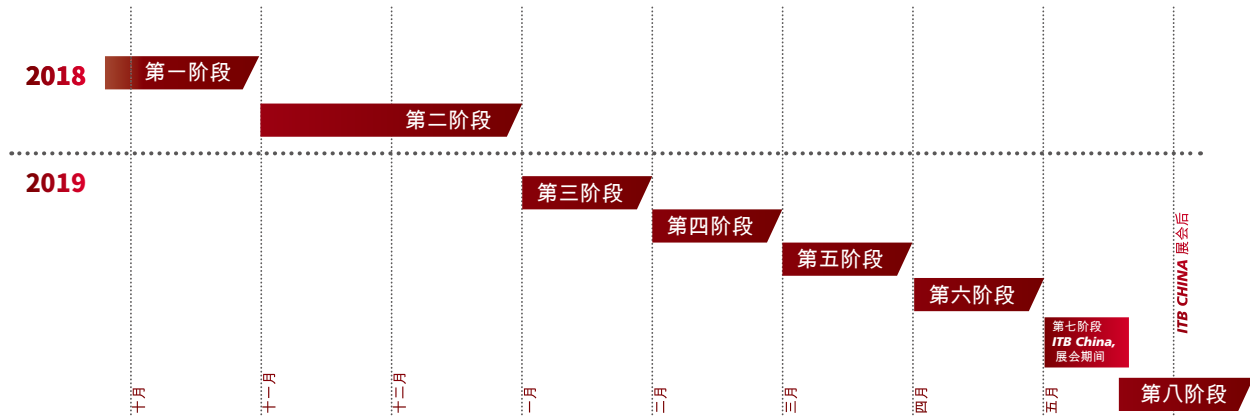 2018
第一阶段
第二阶段
2019
第三阶段
第四阶段
第五阶段
第六阶段
第七阶段
ITB China,
展会期间
第八阶段
十月
十一月
十二月
一月
二月
三月
四月
五月
ITB CHINA 展会后